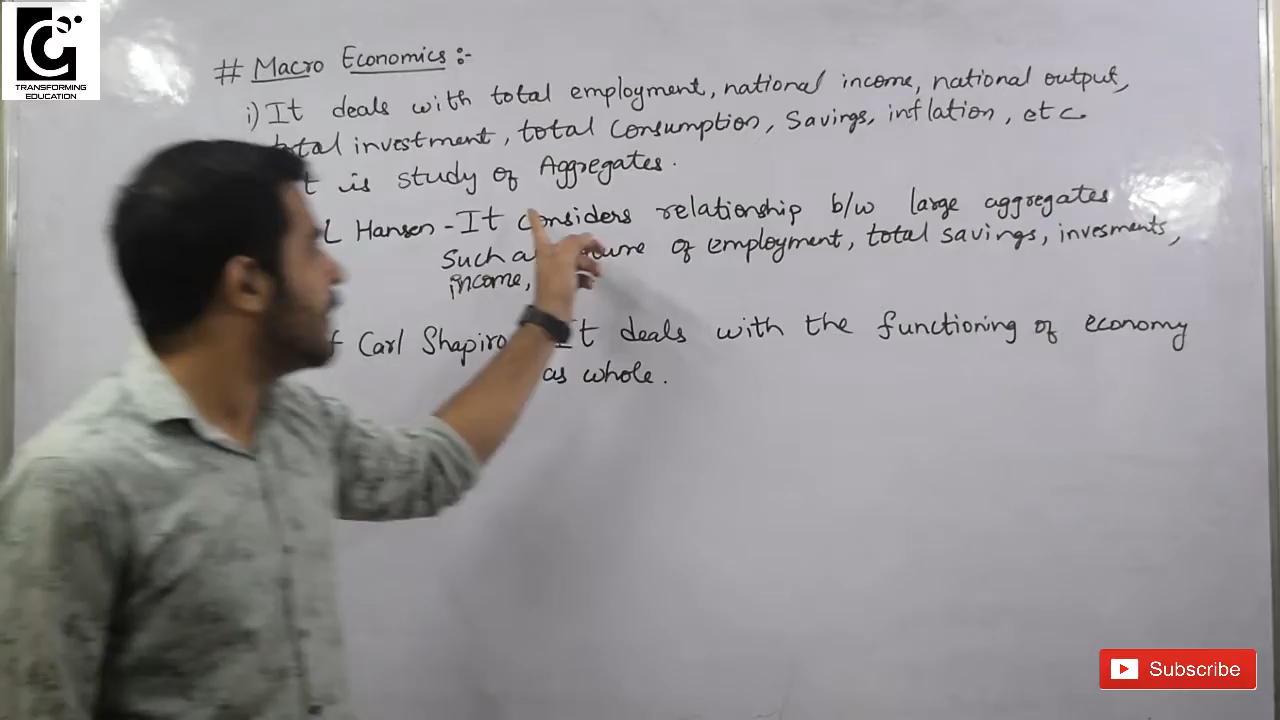 TRANSFORMING
EDUCATION
# Macro Economics :-
i) It deals with total employment, national income, national output,
total investment, total Consumption, Savings, inflation, etc
is study of Aggregates.
L Hansen - It Considers relationship b/w large aggregates
Such of employment, total savings, invesments,
income,
Carl Shapiro It deals with the functioning of economy
as whole.
Subscribe